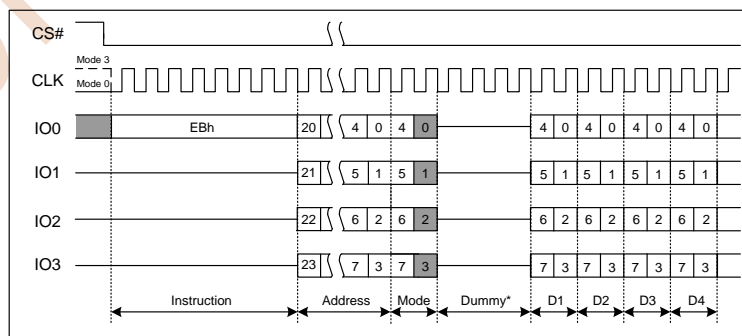 CS#
Mode 3
CLK Mode 0
IO0 EBh 20 4 0 4 0 4 0 4 0 4 0 4 0
IO1 21 5 1 5 1 5 1 5 1 5 1 5 1
IO2 22 6 2 6 2 6 2 6 2 6 2 6 2
IO3 23 7 3 7 3 7 3 7 3 7 3 7 3
Instruction Address Mode Dummy* D1 D2 D3 D4